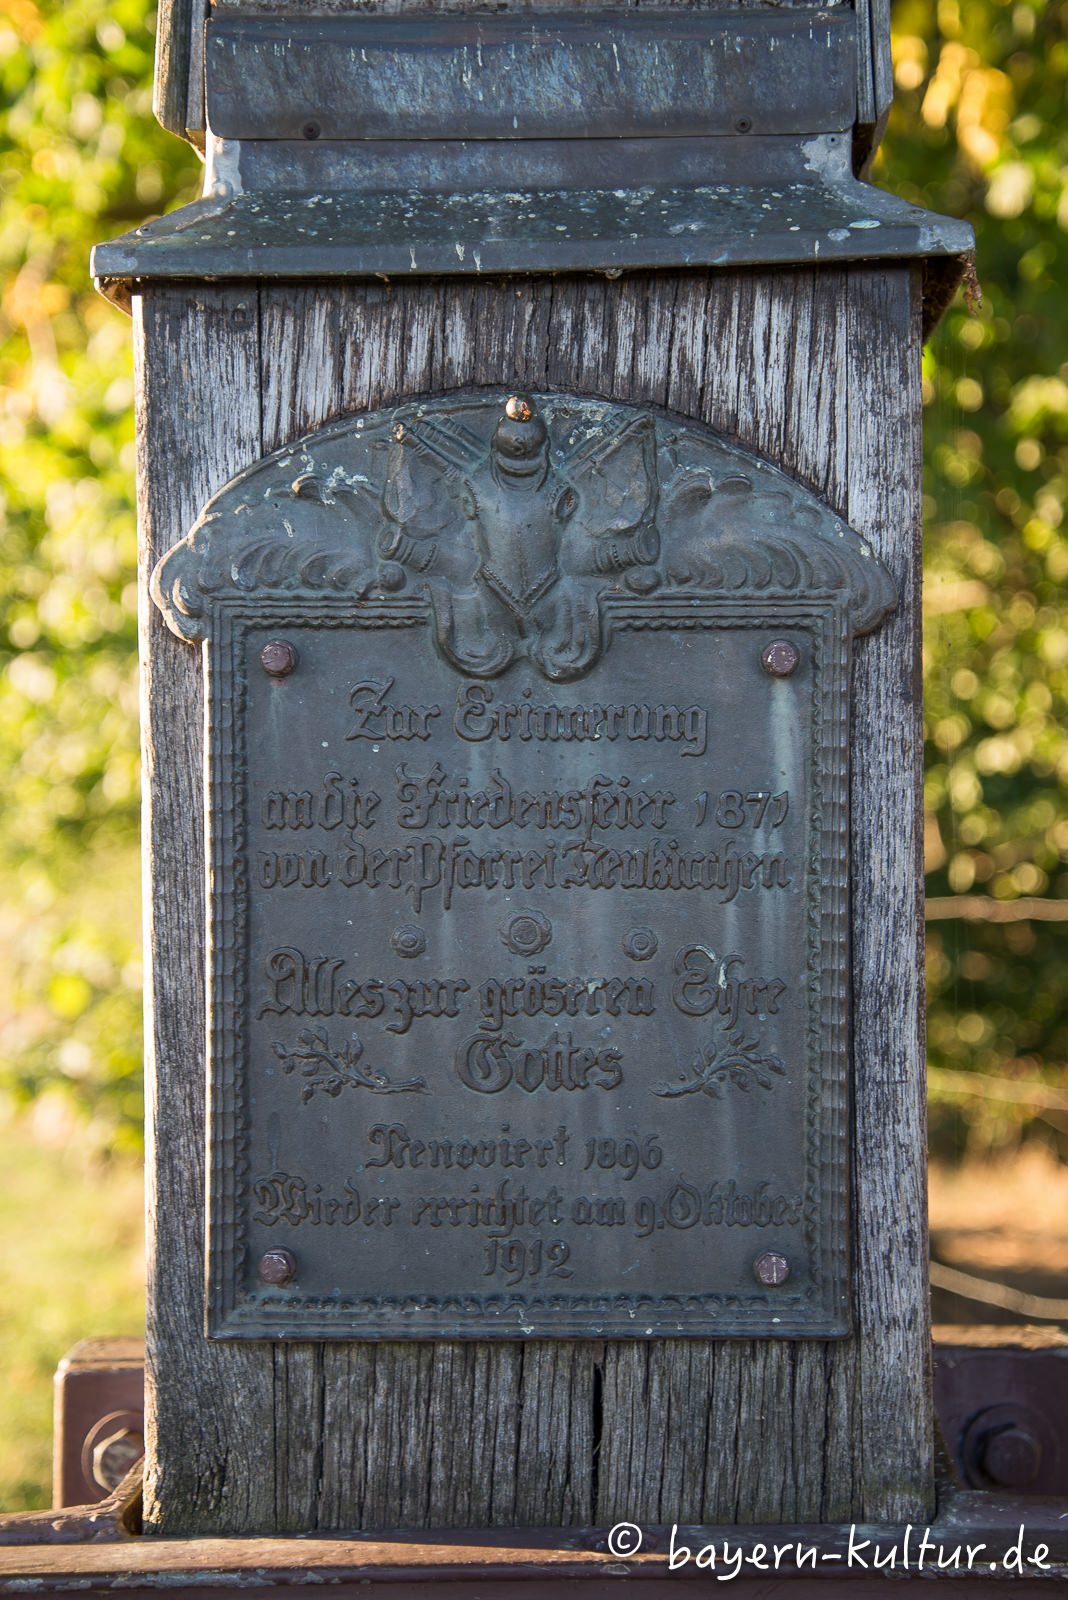 Zur Erinnerung
an die Friedensfeier 1871
von der Pfarrei Neukirchen
Alles zur gröseren Ehre
Gottes
Renoviert 1896
Wieder errichtet am 9. Oktober
1912
© bayern-kultur.de